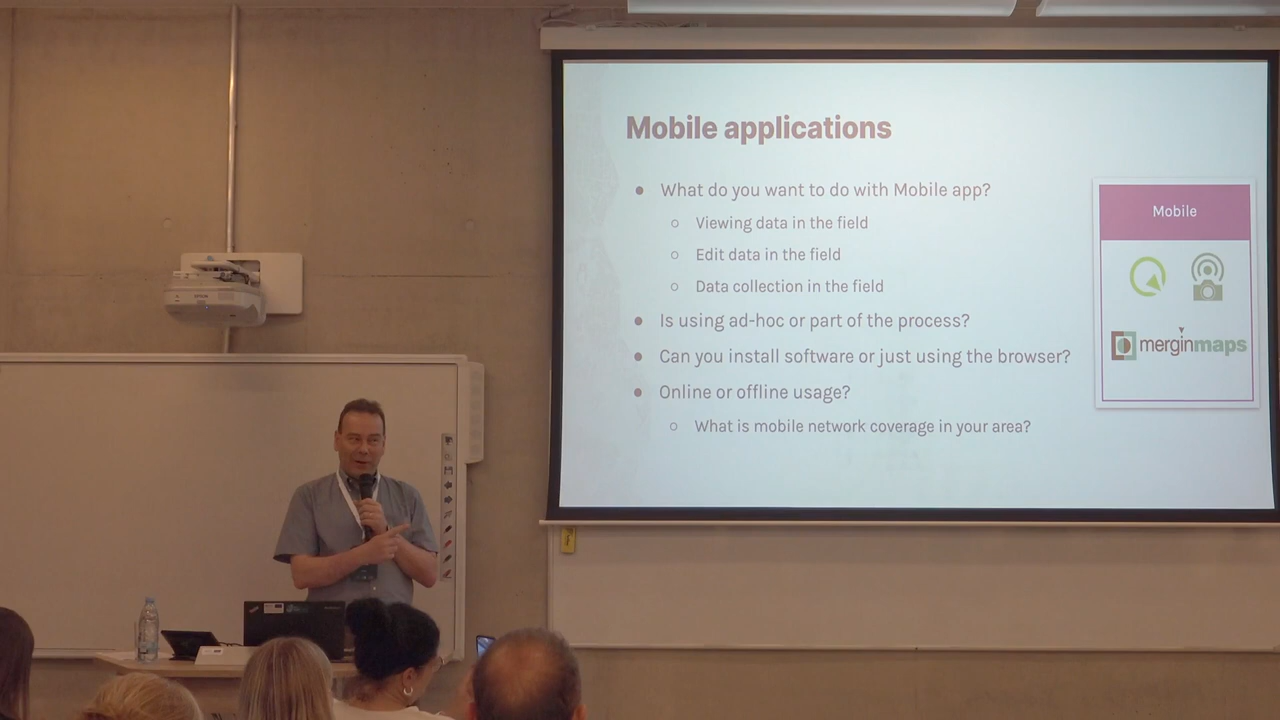 Mobile applications
● What do you want to do with Mobile app?
○ Viewing data in the field
○ Edit data in the field
○ Data collection in the field
● Is using ad-hoc or part of the process?
● Can you install software or just using the browser?
● Online or offline usage?
○ What is mobile network coverage in your area?
Mobile
merginmaps
EPSON